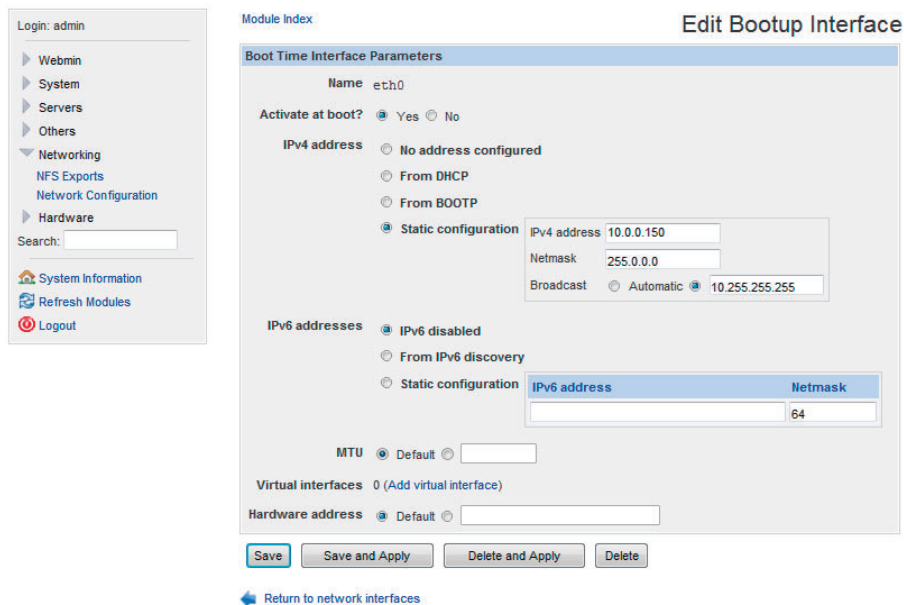 Login: admin
Webmin
System
Servers
Others
Networking
NFS Exports
Network Configuration
Hardware
Search:
System Information
Refresh Modules
Logout
Module Index
Edit Bootup Interface
Boot Time Interface Parameters
Name eth0
Activate at boot? Yes No
IPv4 address No address configured
From DHCP
From BOOTP
Static configuration IPv4 address 10.0.0.150
Netmask 255.0.0.0
Broadcast Automatic 10.255.255.255
IPv6 addresses IPv6 disabled
From IPv6 discovery
Static configuration IPv6 address Netmask
64
MTU Default
Virtual interfaces 0 (Add virtual interface)
Hardware address Default
Save Save and Apply Delete and Apply Delete
Return to network interfaces